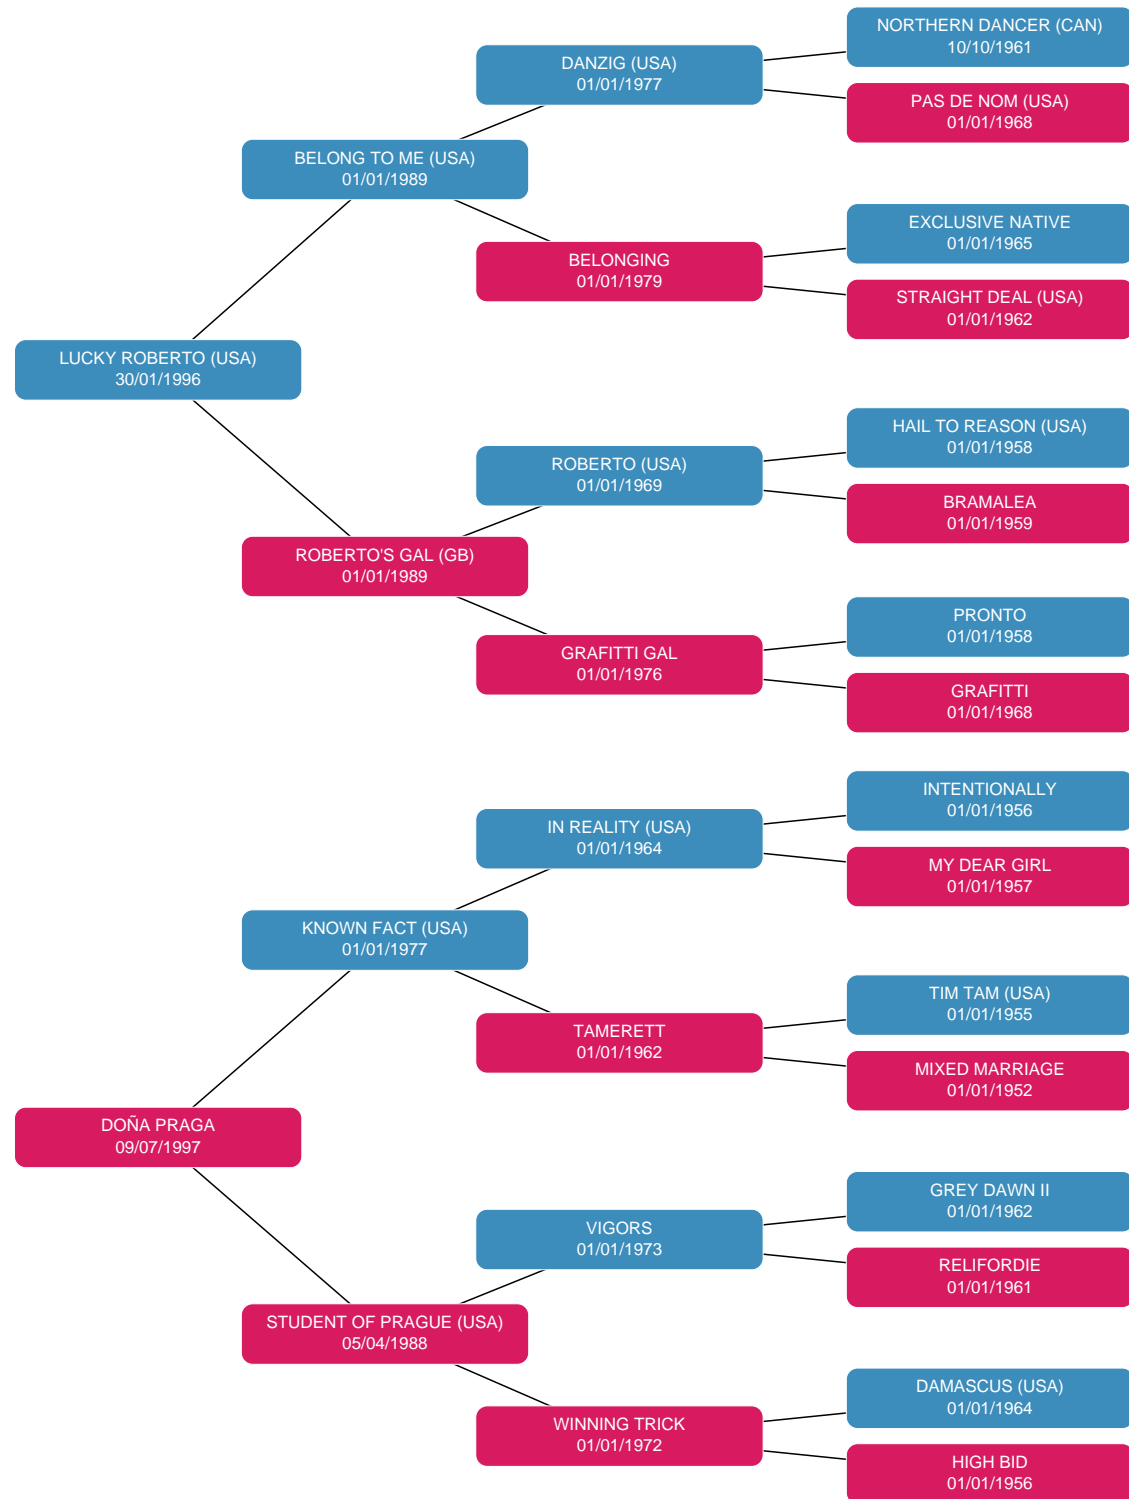 NORTHERN DANCER (CAN)
10/10/1961
DANZIG (USA)
01/01/1977
PAS DE NOM (USA)
01/01/1968
BELONG TO ME (USA)
01/01/1989
EXCLUSIVE NATIVE
01/01/1965
BELONGING
01/01/1979
STRAIGHT DEAL (USA)
01/01/1962
LUCKY ROBERTO (USA)
30/01/1996
HAIL TO REASON (USA)
01/01/1958
ROBERTO (USA)
01/01/1969
BRAMALEA
01/01/1959
ROBERTO'S GAL (GB)
01/01/1989
PRONTO
01/01/1958
GRAFITTI GAL
01/01/1976
GRAFITTI
01/01/1968
INTENTIONALLY
01/01/1956
IN REALITY (USA)
01/01/1964
MY DEAR GIRL
01/01/1957
KNOWN FACT (USA)
01/01/1977
TIM TAM (USA)
01/01/1955
TAMERETT
01/01/1962
MIXED MARRIAGE
01/01/1952
DOÑA PRAGA
09/07/1997
GREY DAWN II
01/01/1962
VIGORS
01/01/1973
RELIFORDIE
01/01/1961
STUDENT OF PRAGUE (USA)
05/04/1988
DAMASCUS (USA)
01/01/1964
WINNING TRICK
01/01/1972
HIGH BID
01/01/1956